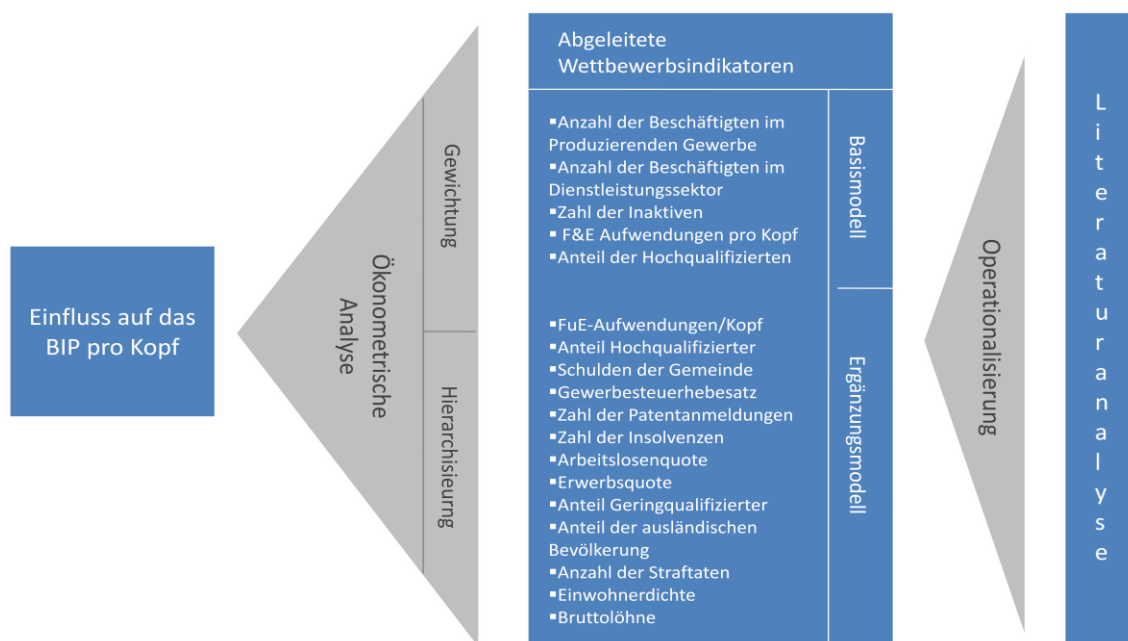 Einfluss auf das
BIP pro Kopf
Ökonometrische
Analyse
Gewichtung
Hierarchisieurng
Abgeleitete
Wettbewerbsindikatoren
▪Anzahl der Beschäftigten im
Produzierenden Gewerbe
▪Anzahl der Beschäftigten im
Dienstleistungssektor
▪Zahl der Inaktiven
▪ F&E Aufwendungen pro Kopf
▪Anteil der Hochqualifizierten
Basismodell
▪FuE-Aufwendungen/Kopf
▪Anteil Hochqualifizierter
▪Schulden der Gemeinde
▪Gewerbesteuerhebesatz
▪Zahl der Patentanmeldungen
▪Zahl der Insolvenzen
▪Arbeitslosenquote
▪Erwerbsquote
▪Anteil Geringqualifizierter
▪Anteil der ausländischen
Bevölkerung
▪Anzahl der Straftaten
▪Einwohnerdichte
▪Bruttolöhne
Ergänzungsmodell
Operationalisierung
Literaturanalyse